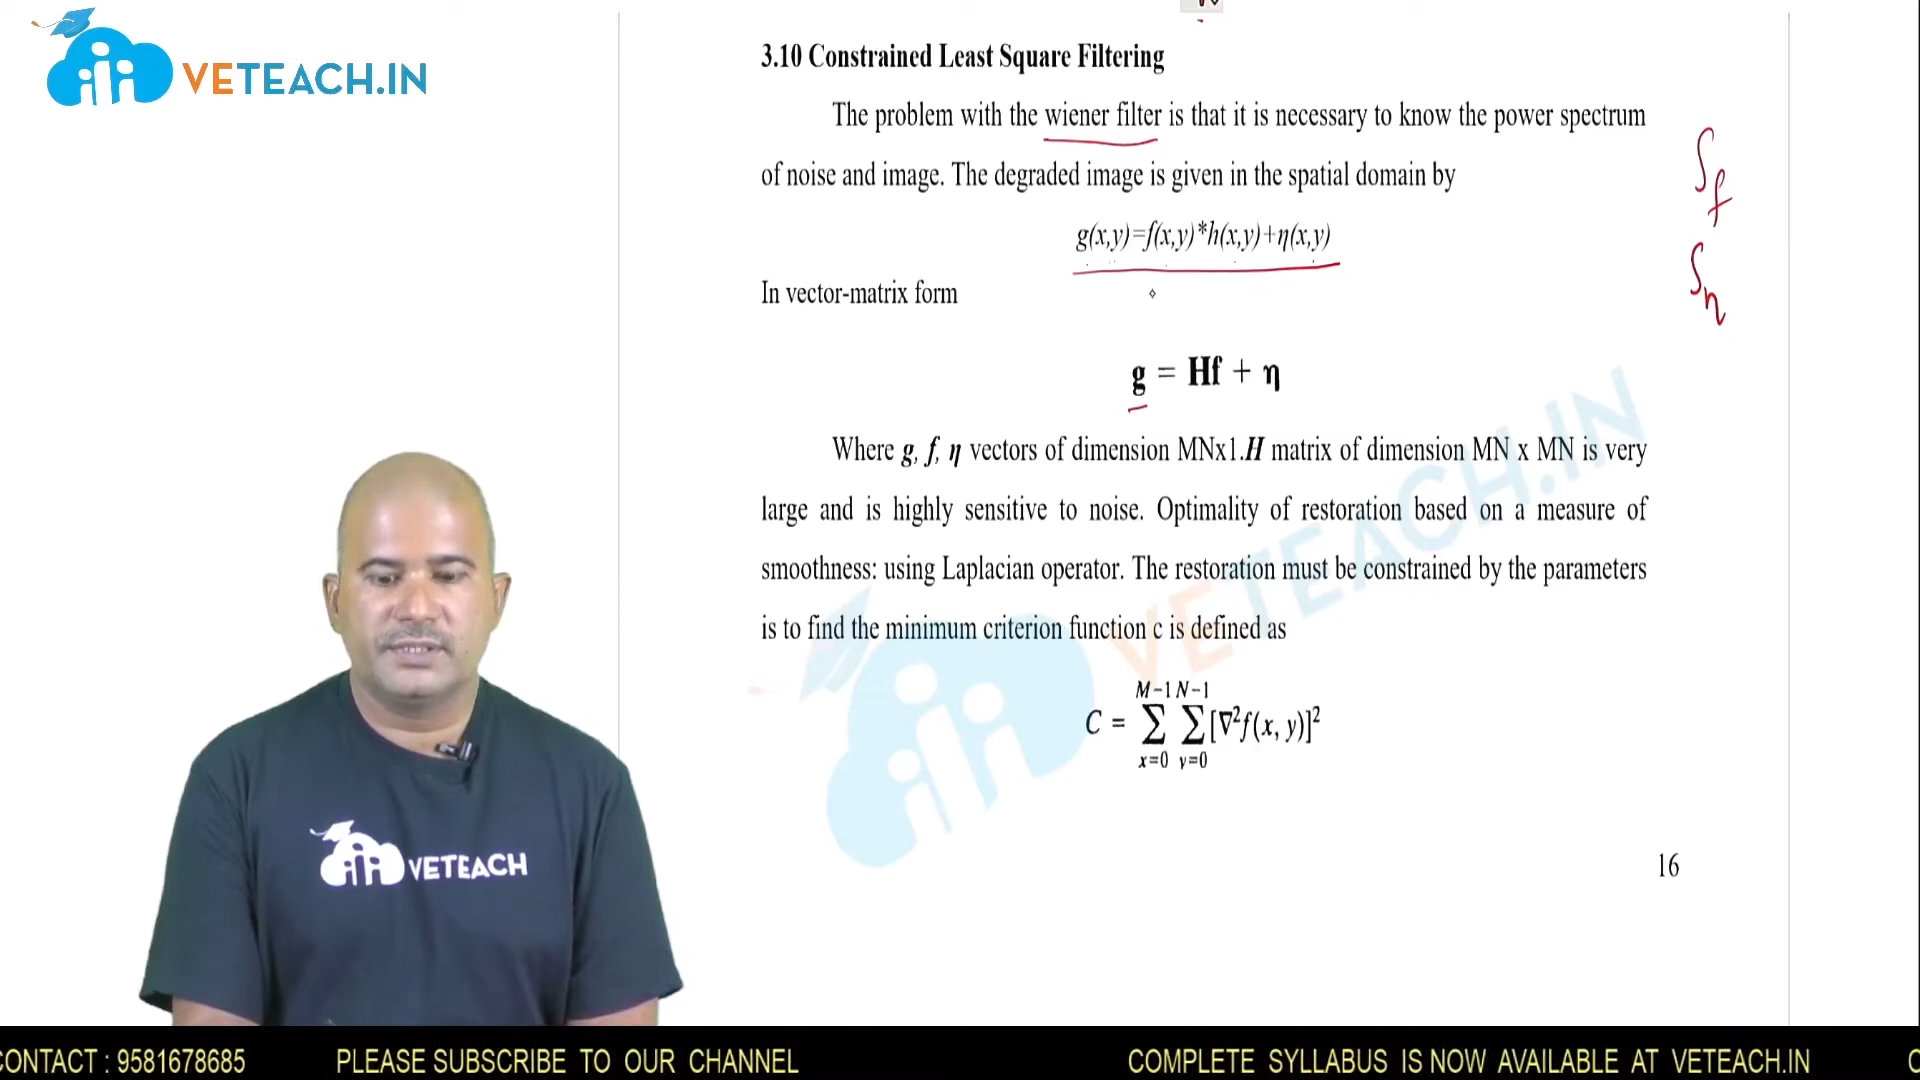 VETEACH.IN
3.10 Constrained Least Square Filtering
The problem with the wiener filter is that it is necessary to know the power spectrum
of noise and image. The degraded image is given in the spatial domain by
g(x,y)=f(x,y)*h(x,y)+η(x,y)
In vector-matrix form
g = Hf + η
Where g, f, η vectors of dimension MNx1.H matrix of dimension MN x MN is very
large and is highly sensitive to noise. Optimality of restoration based on a measure of
smoothness: using Laplacian operator. The restoration must be constrained by the parameters
is to find the minimum criterion function c is defined as
C = M−1 ∑ x=0 N−1 ∑ y=0 [∇²f(x, y)]²
16
S_f
S_η
VETEACH.IN
VETEACH
CONTACT : 9581678685 PLEASE SUBSCRIBE TO OUR CHANNEL COMPLETE SYLLABUS IS NOW AVAILABLE AT VETEACH.IN C